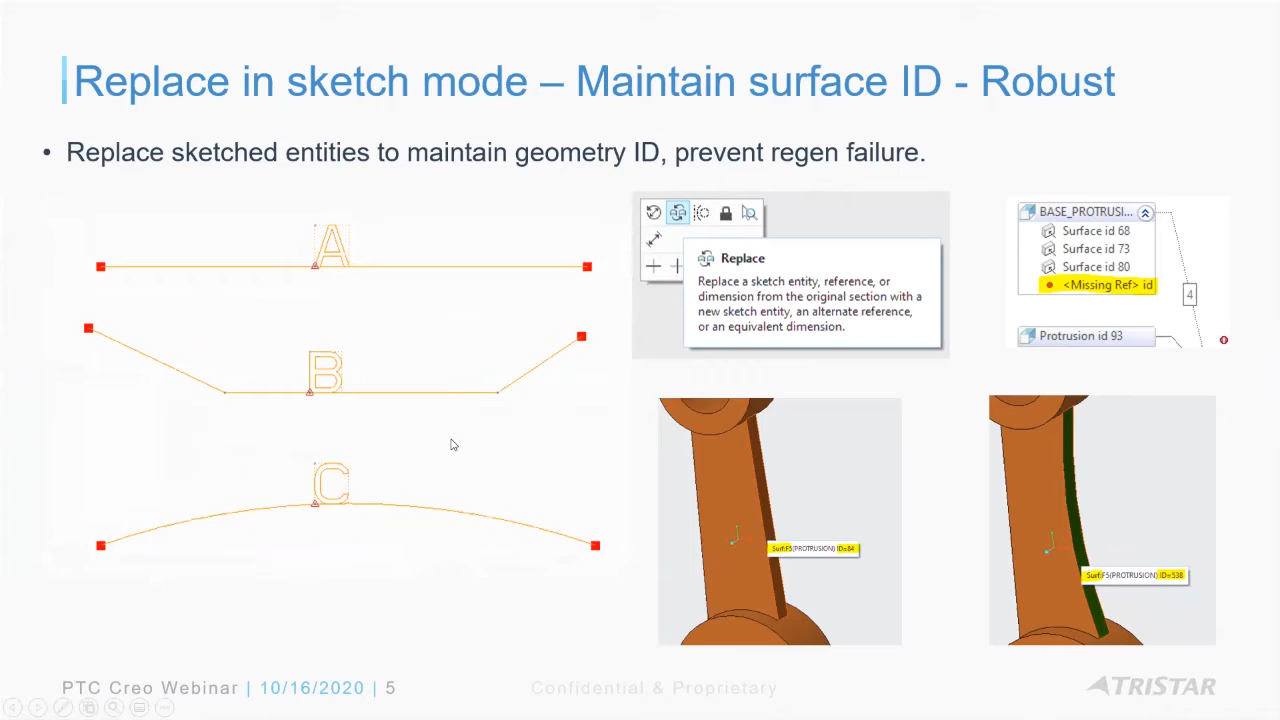 Replace in sketch mode – Maintain surface ID - Robust
• Replace sketched entities to maintain geometry ID, prevent regen failure.
A
B
C
Replace
Replace a sketch entity, reference, or
dimension from the original section with a
new sketch entity, an alternate reference,
or an equivalent dimension.
BASE_PROTRUSI...
Surface id 68
Surface id 73
Surface id 80
<Missing Ref> id
4
Protrusion id 93
Surf:F5(PROTRUSION) ID=84
Surf:F5(PROTRUSION) ID=538
PTC Creo Webinar | 10/16/2020 | 5
Confidential & Proprietary
TRISTAR